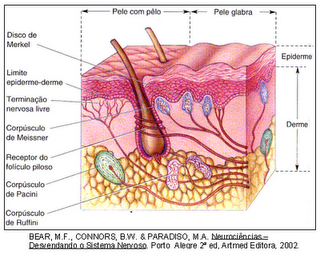 Pelo com pêlo
Pele glabra
Disco de
Merkel
Limite
epiderme-derme
Terminação
nervosa livre
Corpúsculo
de Meissner
Receptor do
folículo piloso
Corpúsculo
de Pacini
Corpúsculo
de Ruffini
Epiderme
Derme
BEAR, M.F., CONNORS, B.W. & PARADISO, M.A. Neurociências –
Desvendando o Sistema Nervoso. Porto Alegre 2ª ed, Artmed Editora, 2002.